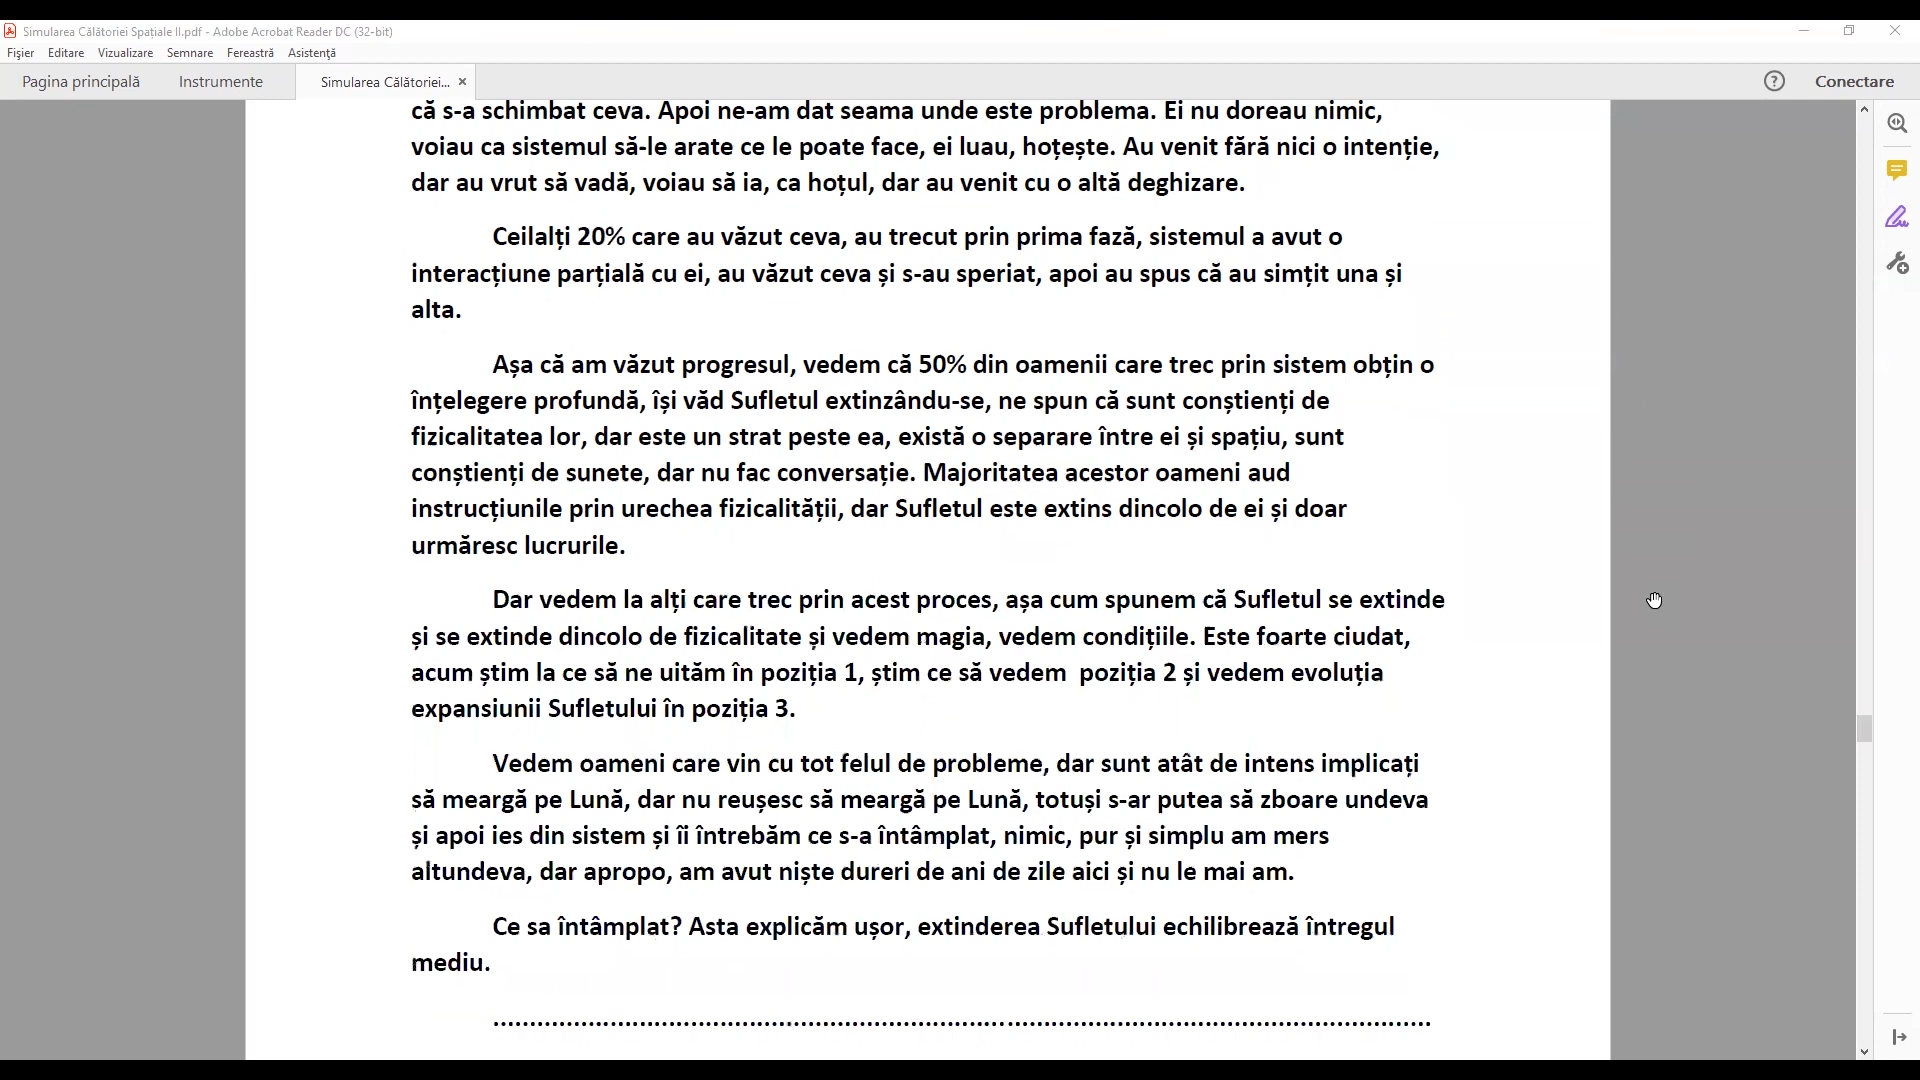 Simularea Călătoriei Spațiale II.pdf - Adobe Acrobat Reader DC (32-bit)
Fișier Editare Vizualizare Semnare Fereastră Asistență
Pagina principală Instrumente Simularea Călătoriei... × ? Conectare
că s-a schimbat ceva. Apoi ne-am dat seama unde este problema. Ei nu doreau nimic,
voiau ca sistemul să-le arate ce le poate face, ei luau, hoțește. Au venit fără nici o intenție,
dar au vrut să vadă, voiau să ia, ca hoțul, dar au venit cu o altă deghizare.
Ceilalți 20% care au văzut ceva, au trecut prin prima fază, sistemul a avut o
interacțiune parțială cu ei, au văzut ceva și s-au speriat, apoi au spus că au simțit una și
alta.
Așa că am văzut progresul, vedem că 50% din oamenii care trec prin sistem obțin o
înțelegere profundă, își văd Sufletul extinzându-se, ne spun că sunt conștienți de
fizicalitatea lor, dar este un strat peste ea, există o separare între ei și spațiu, sunt
conștienți de sunete, dar nu fac conversație. Majoritatea acestor oameni aud
instrucțiunile prin urechea fizicalității, dar Sufletul este extins dincolo de ei și doar
urmăresc lucrurile.
Dar vedem la alți care trec prin acest proces, așa cum spunem că Sufletul se extinde
și se extinde dincolo de fizicalitate și vedem magia, vedem condițiile. Este foarte ciudat,
acum știm la ce să ne uităm în poziția 1, știm ce să vedem  poziția 2 și vedem evoluția
expansiunii Sufletului în poziția 3.
Vedem oameni care vin cu tot felul de probleme, dar sunt atât de intens implicați
să meargă pe Lună, dar nu reușesc să meargă pe Lună, totuși s-ar putea să zboare undeva
și apoi ies din sistem și îi întrebăm ce s-a întâmplat, nimic, pur și simplu am mers
altundeva, dar apropo, am avut niște dureri de ani de zile aici și nu le mai am.
Ce sa întâmplat? Asta explicăm ușor, extinderea Sufletului echilibrează întregul
mediu.
................................................................................................................................